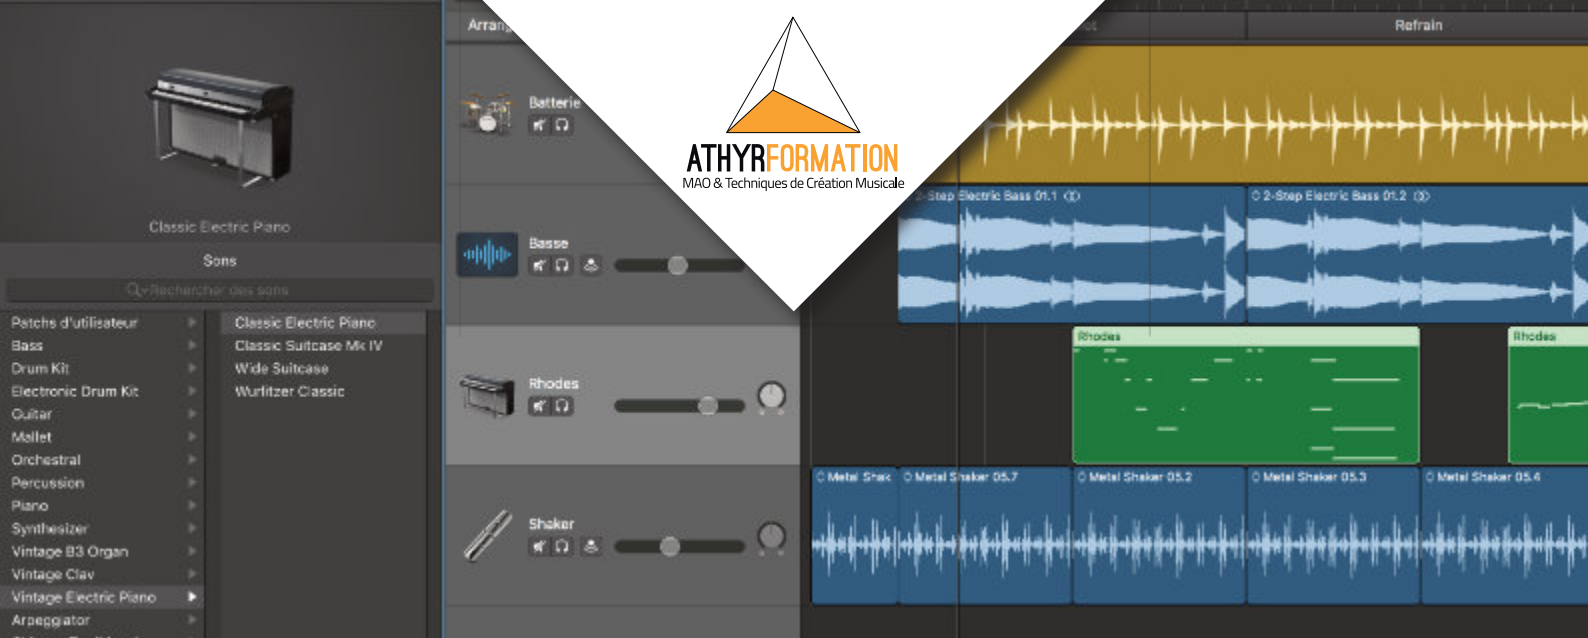 Classic Electric Piano
Sons
Rechercher des sons
Patchs d'utilisateur
Bass
Drum Kit
Electronic Drum Kit
Guitar
Mallet
Orchestral
Percussion
Piano
Synthesizer
Vintage B3 Organ
Vintage Clav
Vintage Electric Piano
Arpeggiator
Classic Electric Piano
Classic Suitcase Mk IV
Wide Suitcase
Wurlitzer Classic
Arrang
Refrain
ATHYRFORMATION
MAO & Techniques de Création Musicale
Batterie
Basse
2-Step Electric Bass 01.1
2-Step Electric Bass 01.2
Rhodes
Rhodes
Rhodes
Shaker
Metal Shak
Metal Shaker 05.7
Metal Shaker 05.2
Metal Shaker 05.3
Metal Shaker 05.4